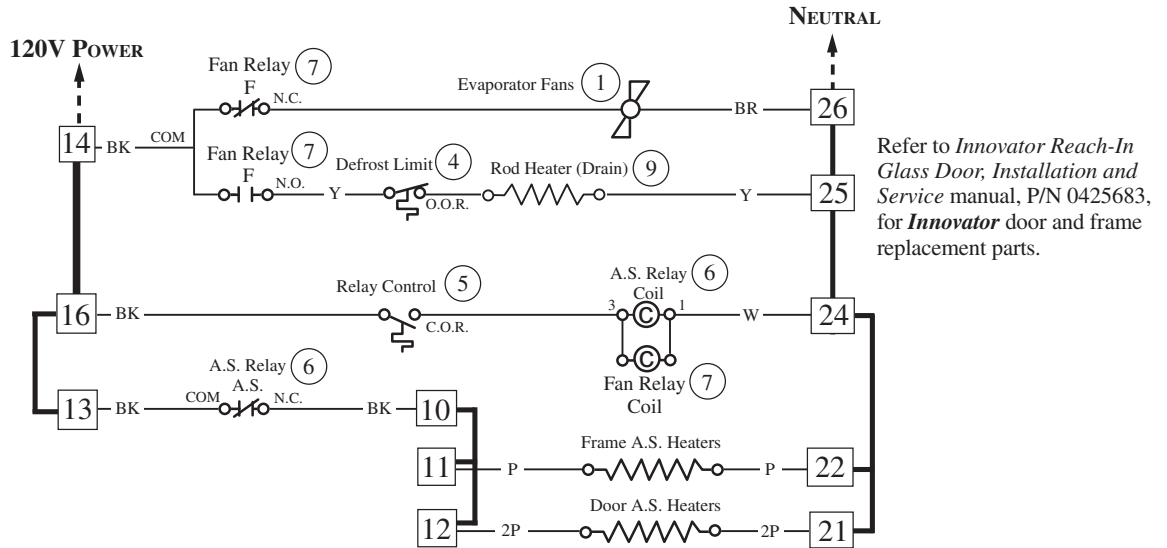 NEUTRAL
120V POWER
Fan Relay 7
F
N.C.
Evaporator Fans 1
BR
26
14
BK
COM
Fan Relay 7
F
N.O.
Y
Defrost Limit 4
O.O.R.
Rod Heater (Drain) 9
Y
25
Refer to Innovator Reach-In
Glass Door, Installation and
Service manual, P/N 0425683,
for Innovator door and frame
replacement parts.
16
BK
Relay Control 5
C.O.R.
A.S. Relay 6
Coil
3
C
1
W
24
C
Fan Relay 7
Coil
13
BK
A.S. Relay 6
COM
A.S.
N.C.
BK
10
11
P
Frame A.S. Heaters
P
22
12
2P
Door A.S. Heaters
2P
21